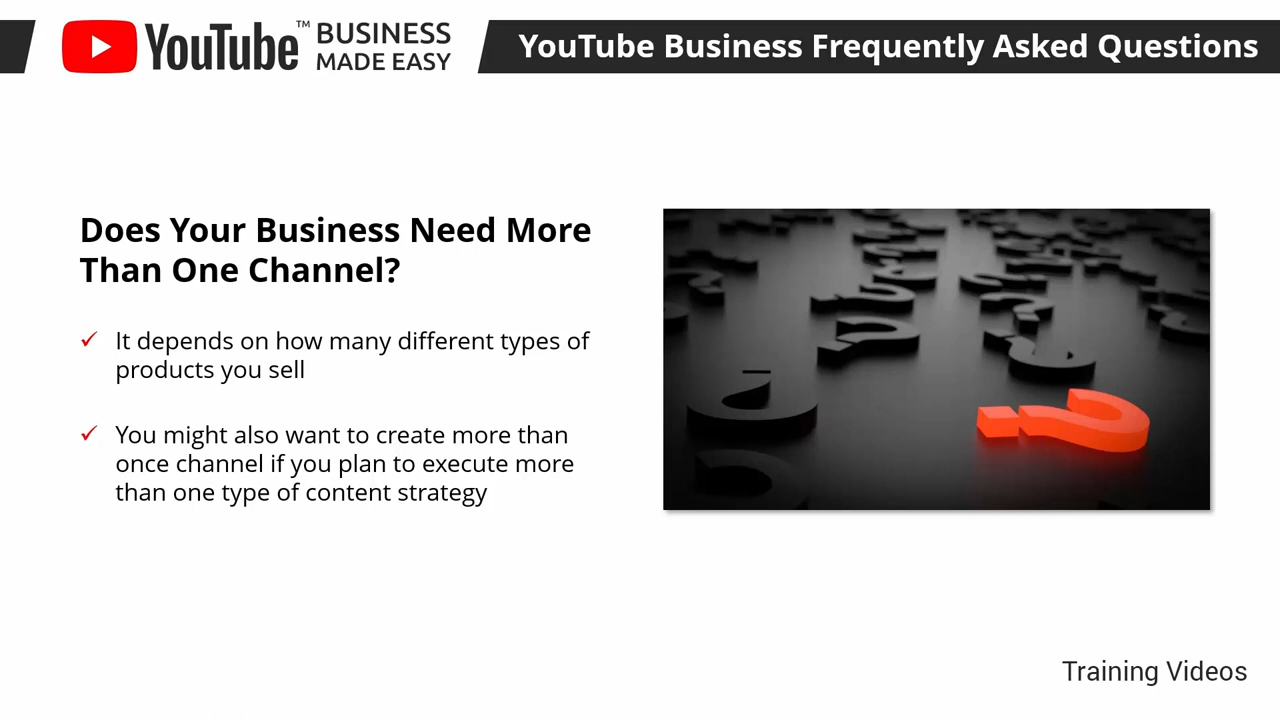 YouTube™ BUSINESS
MADE EASY
YouTube Business Frequently Asked Questions
Does Your Business Need More
Than One Channel?
✓ It depends on how many different types of
products you sell
✓ You might also want to create more than
once channel if you plan to execute more
than one type of content strategy
Training Videos